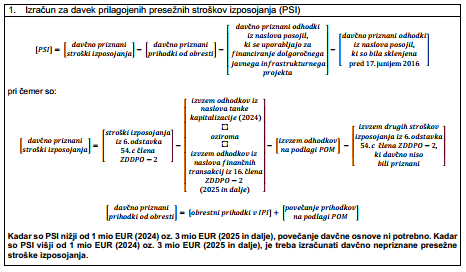 1. Izračun za davek prilagojenih presežnih stroškov izposojanja (PSI)
[PSI] = [davčno priznani stroški izposojanja] − [davčno priznani prihodki od obresti] − [davčno priznani odhodki iz naslova posojil, ki se uporabljajo za financiranje dolgoročnega javnega infrastrukturnega projekta] − [davčno priznani odhodki iz naslova posojil, ki so bila sklenjena pred 17.junijem 2016]
pri čemer so:
[davčno priznani stroški izposojanja] = [stroški izposojanja iz 6. odstavka 54. c člena ZDDPO − 2] − [izvzem odhodkov iz naslova tanke kapitalizacije (2024) □ oziroma □ izvzem odhodkov iz naslova finančnih transakcij iz 16. člena ZDDPO − 2 (2025 in dalje)] − [izvzem odhodkov na podlagi POM] − [izvzem drugih stroškov izposojanja iz 6. odstavka 54. c člena ZDDPO − 2, ki davčno niso bili priznani]
[davčno priznani prihodki od obresti] = [obrestni prihodki v IPI] + [povečanje prihodkov na podlagi POM]
Kadar so PSI nižji od 1 mio EUR (2024) oz. 3 mio EUR (2025 in dalje), povečanje davčne osnove ni potrebno. Kadar
so PSI višji od 1 mio EUR (2024) oz. 3 mio EUR (2025 in dalje), je treba izračunati davčno nepriznane presežne
stroške izposojanja.